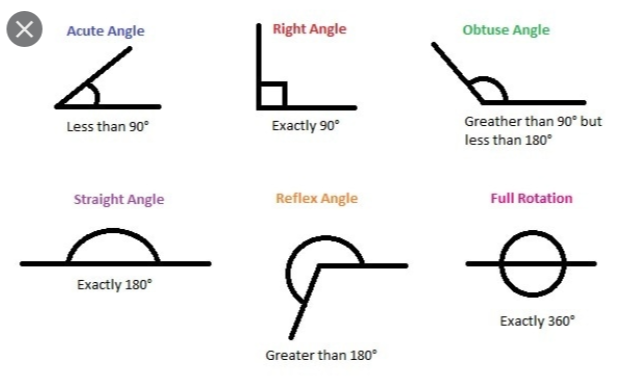 Acute Angle
Right Angle
Obtuse Angle
Less than 90°
Exactly 90°
Greather than 90° but
less than 180°
Straight Angle
Reflex Angle
Full Rotation
Exactly 180°
Greater than 180°
Exactly 360°